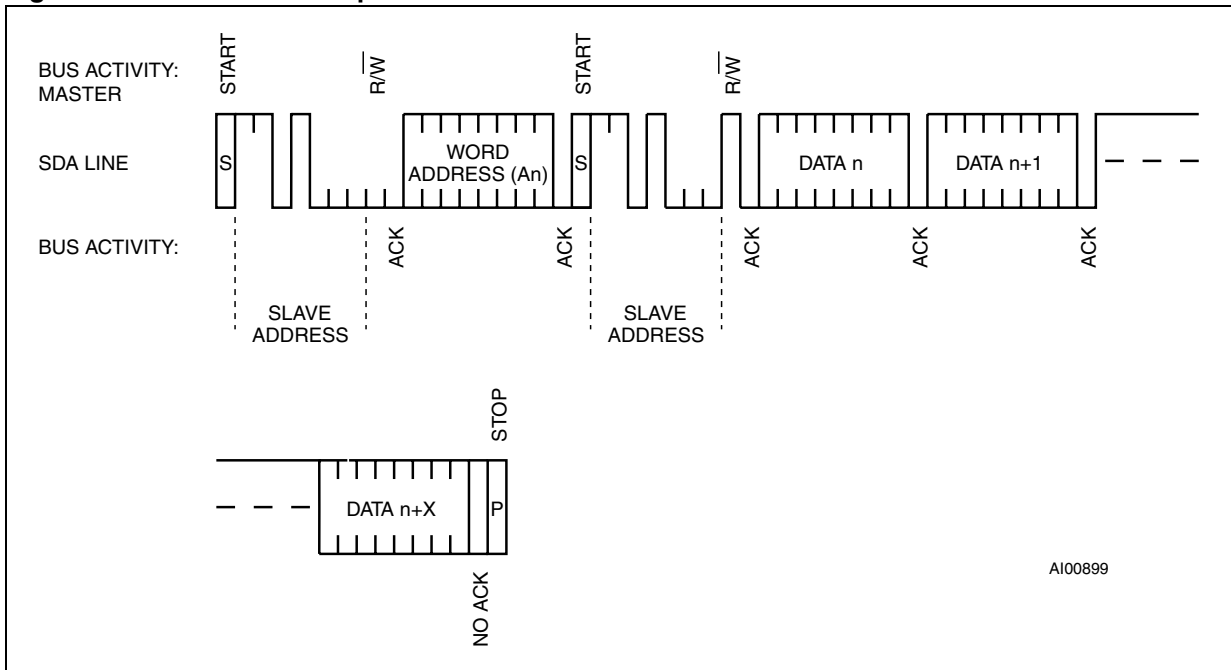 BUS ACTIVITY:
MASTER
START
R/W
START
R/W
SDA LINE
S
WORD
ADDRESS (An)
S
DATA n
DATA n+1
BUS ACTIVITY:
ACK
ACK
ACK
ACK
ACK
SLAVE
ADDRESS
SLAVE
ADDRESS
STOP
DATA n+X
P
NO ACK
AI00899